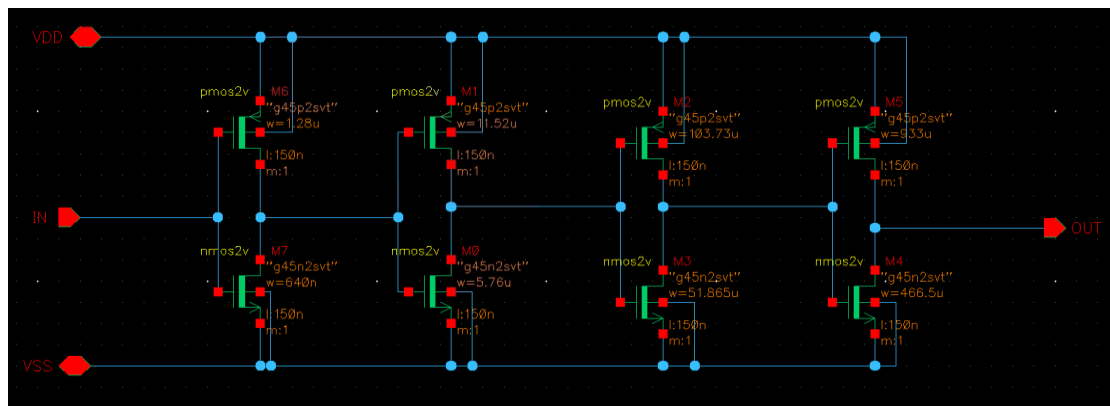 VDD
pmos2v
M6
"g45p2svt"
w=1.28u
l:150n
m:1
pmos2v
M1
"g45p2svt"
w=11.52u
l:150n
m:1
pmos2v
M2
"g45p2svt"
w=103.73u
l:150n
m:1
pmos2v
M5
"g45p2svt"
w=933u
l:150n
m:1
IN
OUT
nmos2v
M7
"g45n2svt"
w=640n
l:150n
m:1
nmos2v
M0
"g45n2svt"
w=5.76u
l:150n
m:1
nmos2v
M3
"g45n2svt"
w=51.865u
l:150n
m:1
nmos2v
M4
"g45n2svt"
w=466.5u
l:150n
m:1
VSS